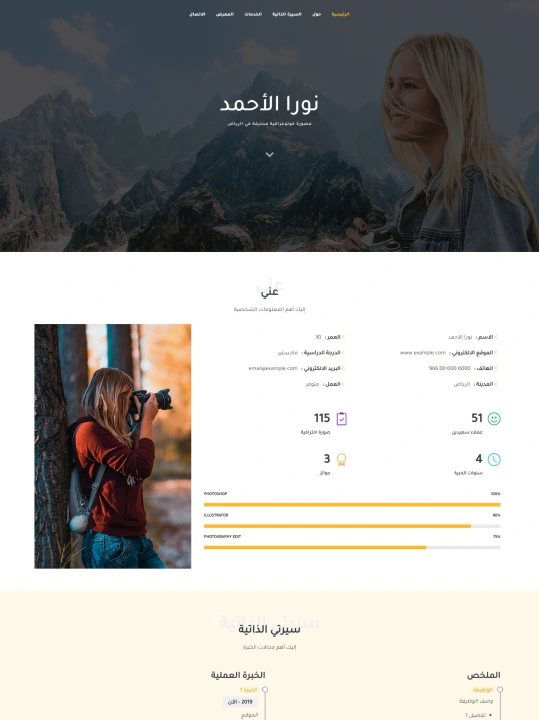 الرئيسية حول السيرة الذاتية الخدمات المعرض الاتصال
نورا الأحمد
مصورة فوتوغرافية محترفة في الرياض
عني
عني
إليك أهم المعلومات الشخصية
الاسم : نورا الأحمد
العمر : 30
الموقع الالكتروني : www.example.com
الدرجة الدراسية : ماجستير
الهاتف : 0000 000 00 966
البريد الالكتروني : email@example.com
المدينة : الرياض
العمل : متوفر
51
عملاء سعيدين
115
صورة احترافية
4
سنوات الخبرة
3
جوائز
PHOTOSHOP 100%
ILLUSTRATOR 90%
PHOTOGRAPHY EDIT 75%
سيرتي الذاتية
سيرتي الذاتية
إليك أهم مجالات الخبرة
الملخص
الوظيفة
وصف الوظيفة
تفصيل 1
الخبرة العملية
الخبرة 1
2019 - الآن
الموقع